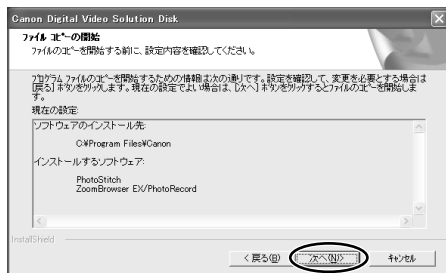 Canon Digital Video Solution Disk
ファイル コピーの開始
ファイルのコピーを開始する前に、設定内容を確認してください。
プログラム ファイルのコピーを開始するための情報は次の通りです。設定を確認して、変更を必要とする場合は
[戻る] ボタンをクリックします。現在の設定でよい場合は、[次へ] ボタンをクリックするとファイルのコピーを開始しま
す。
現在の設定:
ソフトウェアのインストール先:
C:¥Program Files¥Canon
インストールするソフトウェア:
PhotoStitch
ZoomBrowser EX/PhotoRecord
InstallShield
< 戻る(B)
次へ(N) >
キャンセル